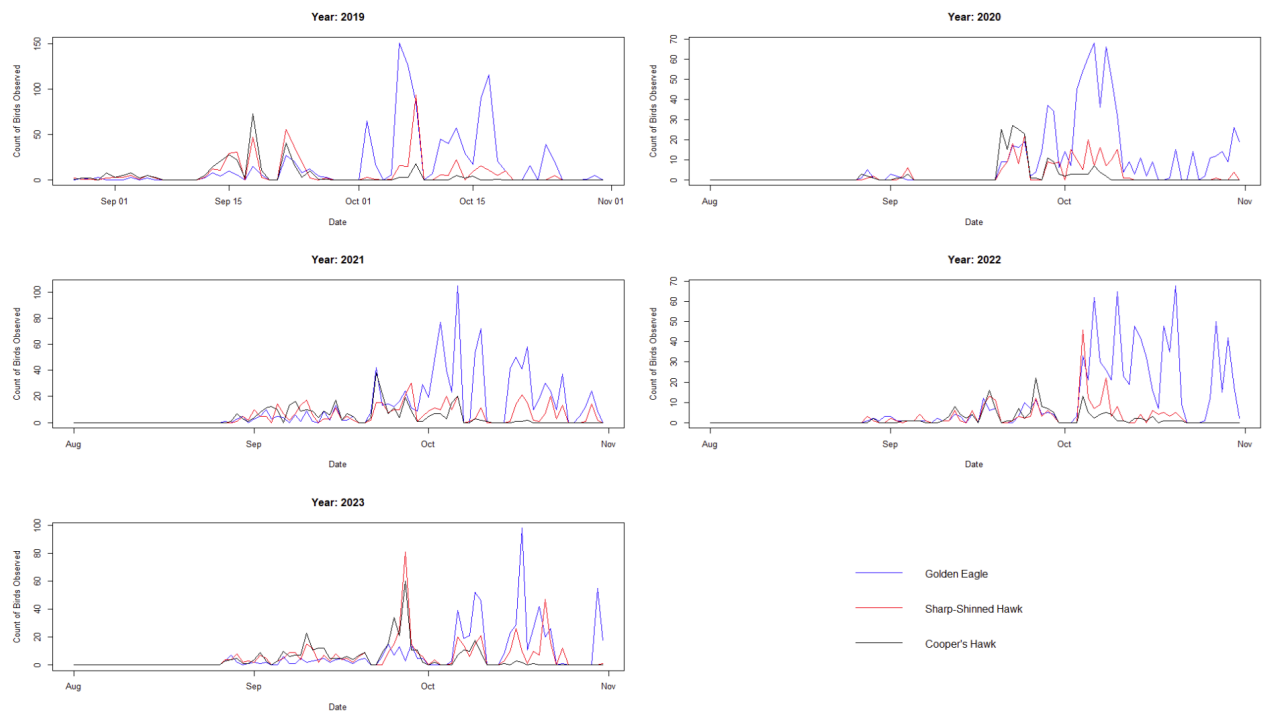 Year: 2019
Count of Birds Observed
150
100
50
0
Sep 01 Sep 15 Oct 01 Oct 15 Nov 01
Date
Year: 2020
Count of Birds Observed
70
60
50
40
30
20
10
0
Aug Sep Oct Nov
Date
Year: 2021
Count of Birds Observed
100
80
60
40
20
0
Aug Sep Oct Nov
Date
Year: 2022
Count of Birds Observed
70
60
50
40
30
20
10
0
Aug Sep Oct Nov
Date
Year: 2023
Count of Birds Observed
100
80
60
40
20
0
Aug Sep Oct Nov
Date
Golden Eagle
Sharp-Shinned Hawk
Cooper's Hawk